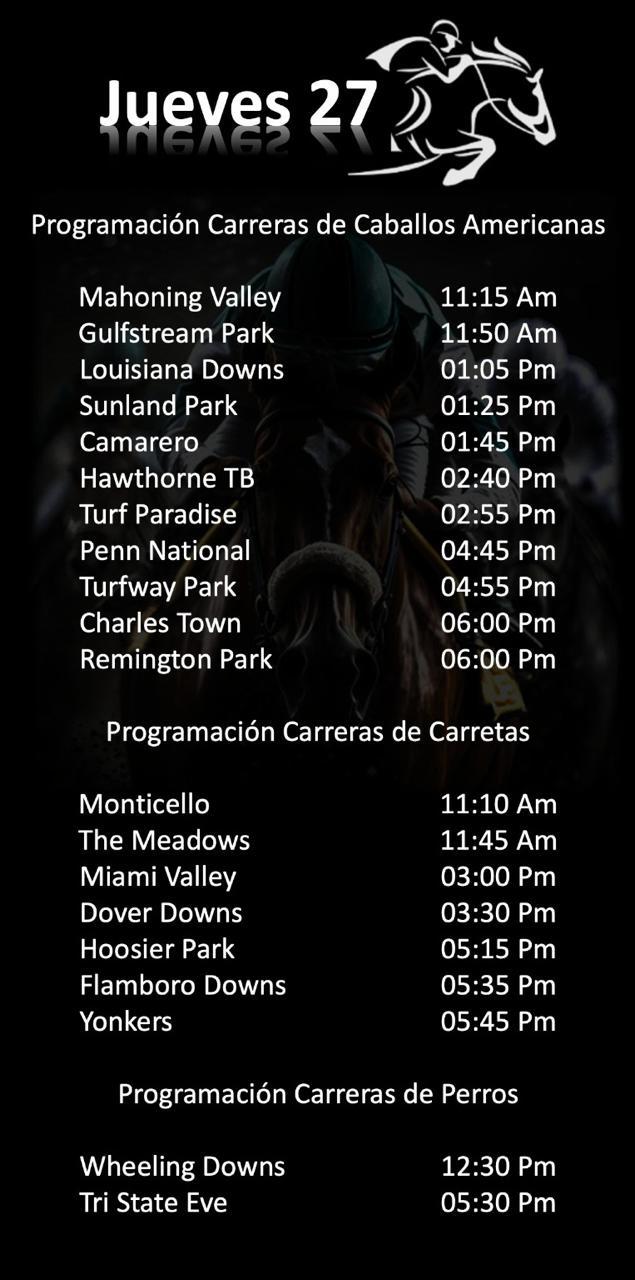 Jueves 27
Programación Carreras de Caballos Americanas
Mahoning Valley 11:15 Am
Gulfstream Park 11:50 Am
Louisiana Downs 01:05 Pm
Sunland Park 01:25 Pm
Camarero 01:45 Pm
Hawthorne TB 02:40 Pm
Turf Paradise 02:55 Pm
Penn National 04:45 Pm
Turfway Park 04:55 Pm
Charles Town 06:00 Pm
Remington Park 06:00 Pm
Programación Carreras de Carretas
Monticello 11:10 Am
The Meadows 11:45 Am
Miami Valley 03:00 Pm
Dover Downs 03:30 Pm
Hoosier Park 05:15 Pm
Flamboro Downs 05:35 Pm
Yonkers 05:45 Pm
Programación Carreras de Perros
Wheeling Downs 12:30 Pm
Tri State Eve 05:30 Pm